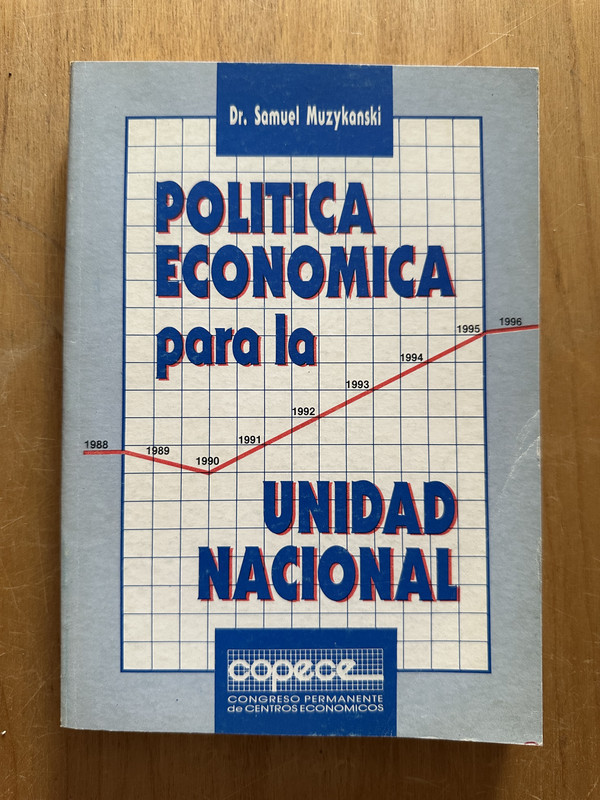 Dr. Samuel Muzykanski
POLITICA
ECONOMICA
para la
1988
1989
1990
1991
1992
1993
1994
1995
1996
UNIDAD
NACIONAL
copece
CONGRESO PERMANENTE
de CENTROS ECONOMICOS